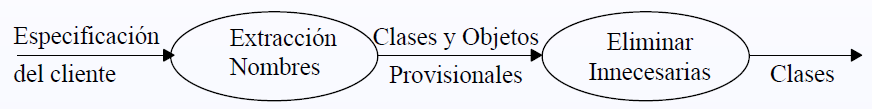 Especificación
del cliente
Extracción
Nombres
Clases y Objetos
Provisionales
Eliminar
Innecesarias
Clases